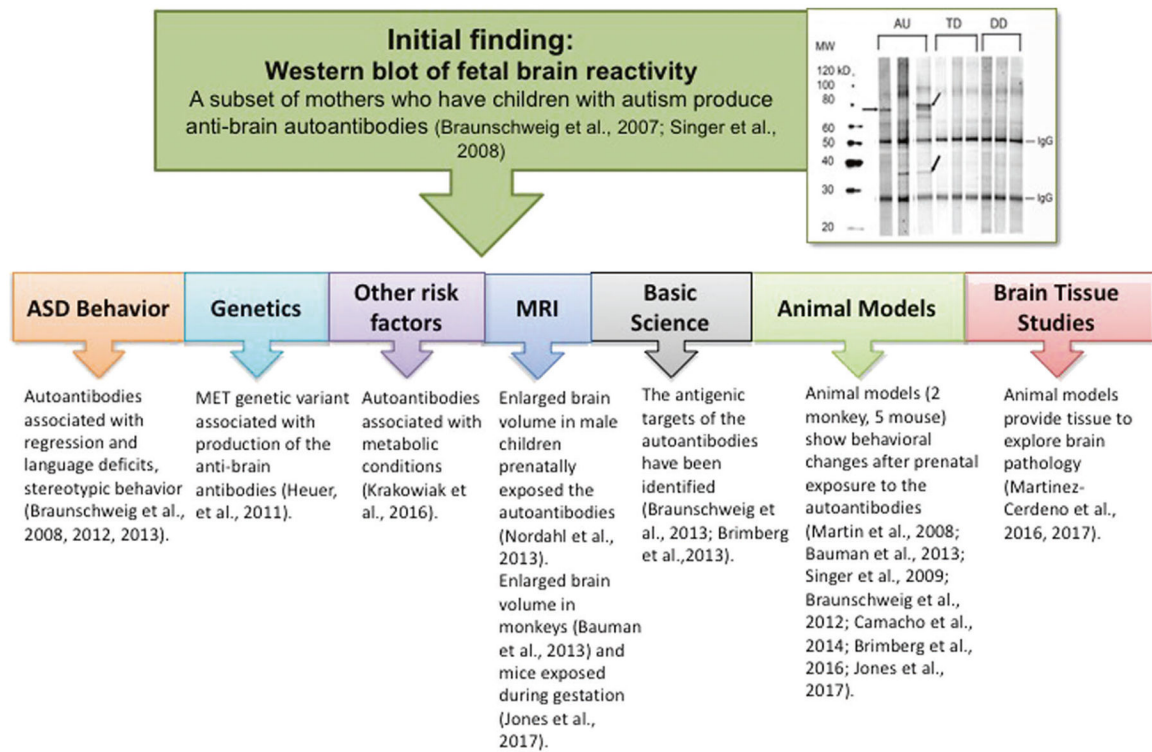 Initial finding:
Western blot of fetal brain reactivity
A subset of mothers who have children with autism produce
anti-brain autoantibodies (Braunschweig et al., 2007; Singer et al.,
2008)
AU TD DD
MW
120 kD
100
80
60
50
40
30
20
IgG
IgG
ASD Behavior
Autoantibodies
associated with
regression and
language deficits,
stereotypic behavior
(Braunschweig et al.,
2008, 2012, 2013).
Genetics
MET genetic variant
associated with
production of the
anti-brain
antibodies (Heuer,
et al., 2011).
Other risk
factors
Autoantibodies
associated with
metabolic
conditions
(Krakowiak et
al., 2016).
MRI
Enlarged brain
volume in male
children
prenatally
exposed the
autoantibodies
(Nordahl et al.,
2013).
Enlarged brain
volume in
monkeys (Bauman
et al., 2013) and
mice exposed
during gestation
(Jones et al.,
2017).
Basic
Science
The antigenic
targets of the
autoantibodies
have been
identified
(Braunschweig et
al., 2013; Brimberg
et al.,2013).
Animal Models
Animal models (2
monkey, 5 mouse)
show behavioral
changes after prenatal
exposure to the
autoantibodies
(Martin et al., 2008;
Bauman et al., 2013;
Singer et al., 2009;
Braunschweig et al.,
2012; Camacho et al.,
2014; Brimberg et al.,
2016; Jones et al.,
2017).
Brain Tissue
Studies
Animal models
provide tissue to
explore brain
pathology
(Martinez-
Cerdeno et al.,
2016, 2017).